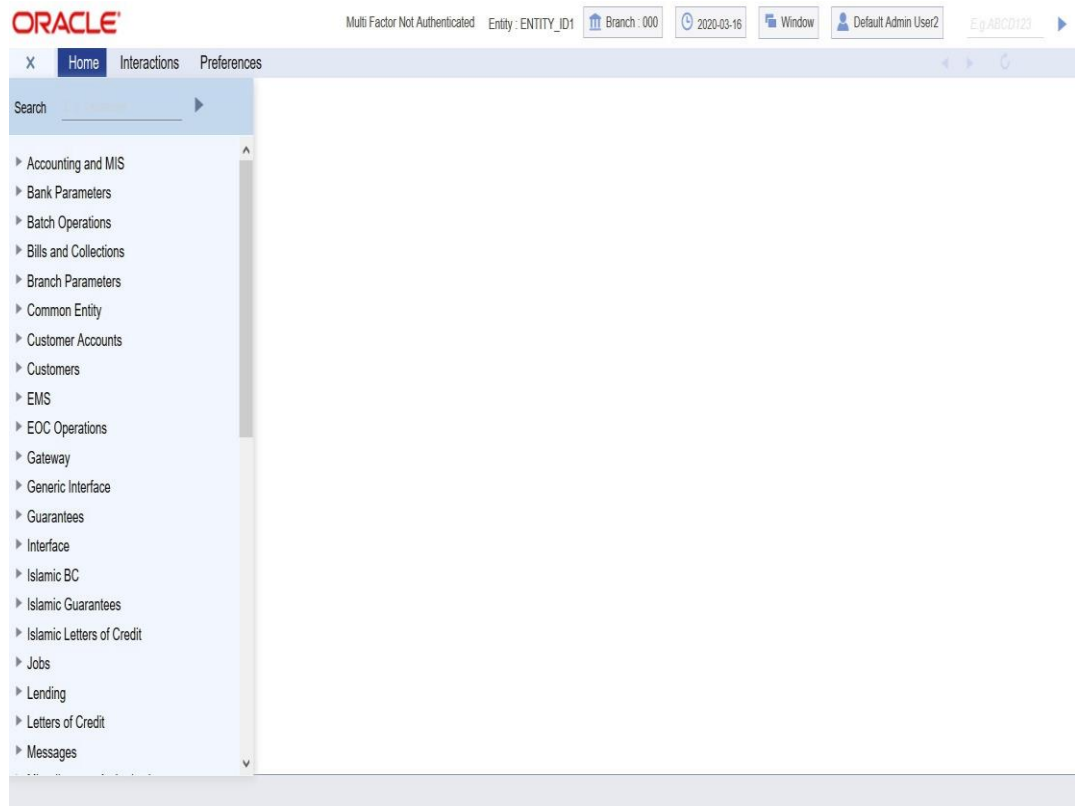 ORACLE
Multi Factor Not Authenticated Entity : ENTITY_ID1 Branch : 000 2020-03-16 Window Default Admin User2 E.g.ABCD123
X Home Interactions Preferences
Search
Accounting and MIS
Bank Parameters
Batch Operations
Bills and Collections
Branch Parameters
Common Entity
Customer Accounts
Customers
EMS
EOC Operations
Gateway
Generic Interface
Guarantees
Interface
Islamic BC
Islamic Guarantees
Islamic Letters of Credit
Jobs
Lending
Letters of Credit
Messages